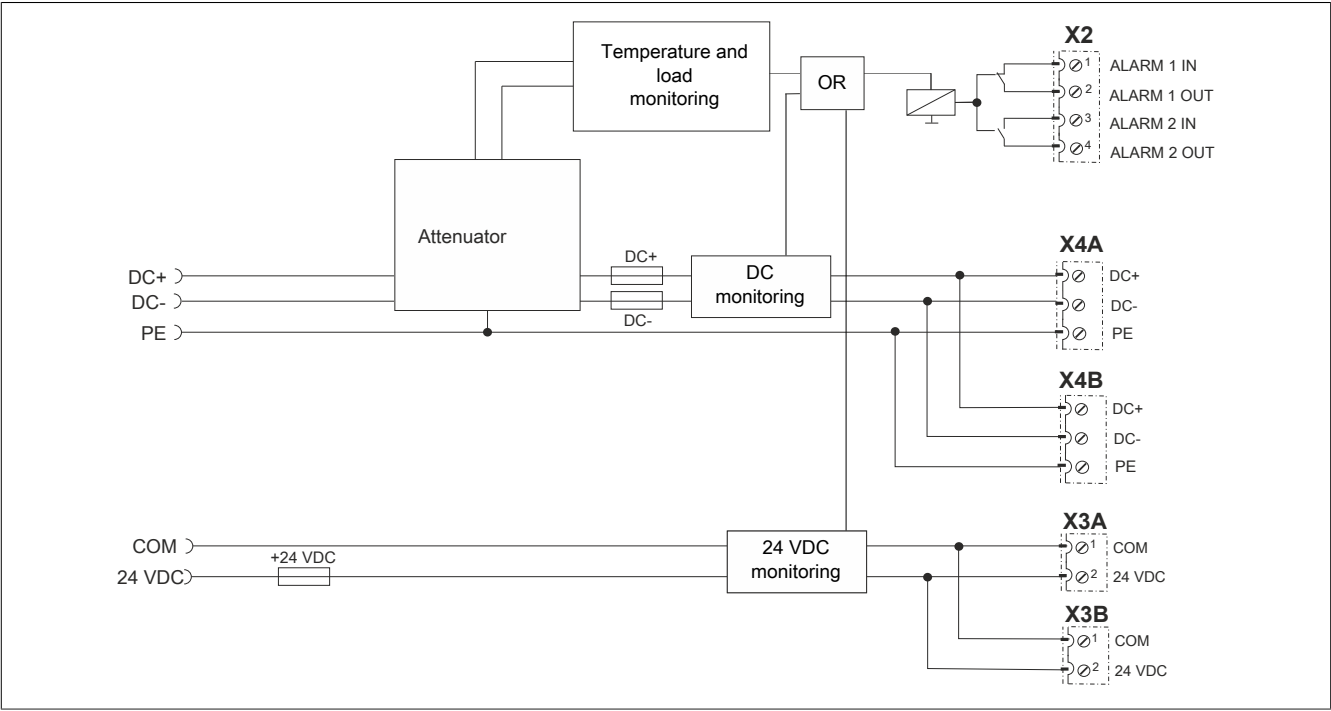 Temperature and
load
monitoring
OR
X2
1 ALARM 1 IN
2 ALARM 1 OUT
3 ALARM 2 IN
4 ALARM 2 OUT
Attenuator
DC+
DC-
PE
DC+
DC-
DC
monitoring
X4A
DC+
DC-
PE
X4B
DC+
DC-
PE
COM
24 VDC
+24 VDC
24 VDC
monitoring
X3A
1 COM
2 24 VDC
X3B
1 COM
2 24 VDC